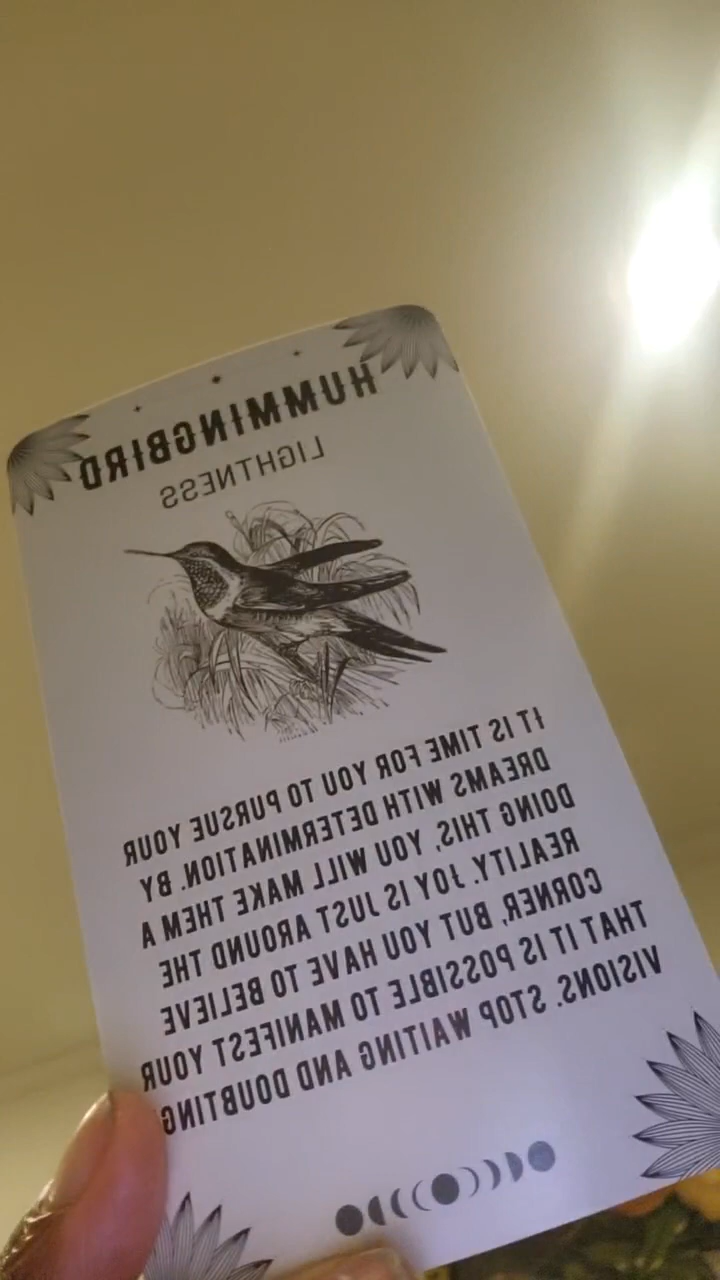 HUMMINGBIRD
LIGHTNESS
IT IS TIME FOR YOU TO PURSUE YOUR
DREAMS WITH DETERMINATION. BY
DOING THIS, YOU WILL MAKE THEM A
REALITY. JOY IS JUST AROUND THE
CORNER, BUT YOU HAVE TO BELIEVE
THAT IT IS POSSIBLE TO MANIFEST YOUR
VISIONS. STOP WAITING AND DOUBTING